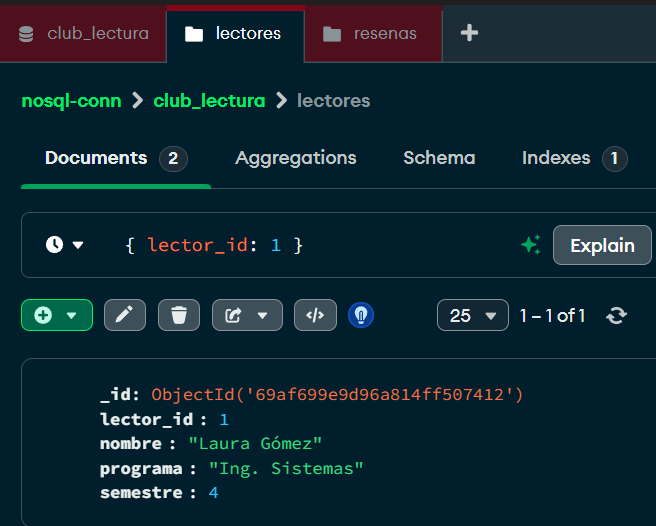 club_lectura lectores resenas
nosql-conn club_lectura lectores
Documents 2 Aggregations Schema Indexes 1
{ lector_id: 1 } Explain
25 1 – 1 of 1
_id: ObjectId('69af699e9d96a814ff507412')
lector_id : 1
nombre : "Laura Gómez"
programa : "Ing. Sistemas"
semestre : 4